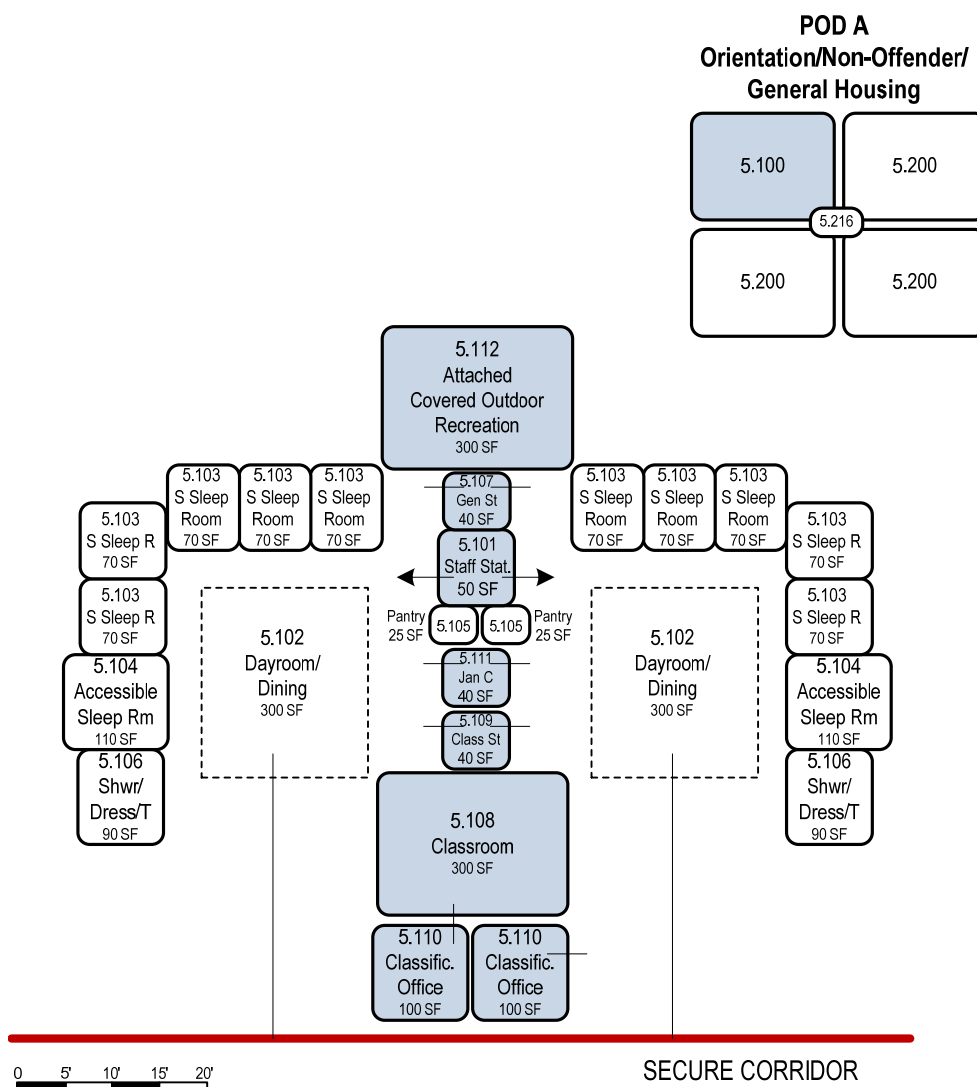 POD A
Orientation/Non-Offender/
General Housing
5.100
5.200
5.216
5.200
5.200
5.112
Attached
Covered Outdoor
Recreation
300 SF
5.103
S Sleep
Room
70 SF
5.103
S Sleep
Room
70 SF
5.103
S Sleep
Room
70 SF
5.107
Gen St
40 SF
5.103
S Sleep
Room
70 SF
5.103
S Sleep
Room
70 SF
5.103
S Sleep
Room
70 SF
5.103
S Sleep R
70 SF
5.101
Staff Stat.
50 SF
5.103
S Sleep R
70 SF
5.103
S Sleep R
70 SF
Pantry
25 SF
5.105
5.105
Pantry
25 SF
5.103
S Sleep R
70 SF
5.102
Dayroom/
Dining
300 SF
5.102
Dayroom/
Dining
300 SF
5.104
Accessible
Sleep Rm
110 SF
5.111
Jan C
40 SF
5.104
Accessible
Sleep Rm
110 SF
5.109
Class St
40 SF
5.106
Shwr/
Dress/T
90 SF
5.106
Shwr/
Dress/T
90 SF
5.108
Classroom
300 SF
5.110
Classific.
Office
100 SF
5.110
Classific.
Office
100 SF
0 5' 10' 15' 20'
SECURE CORRIDOR